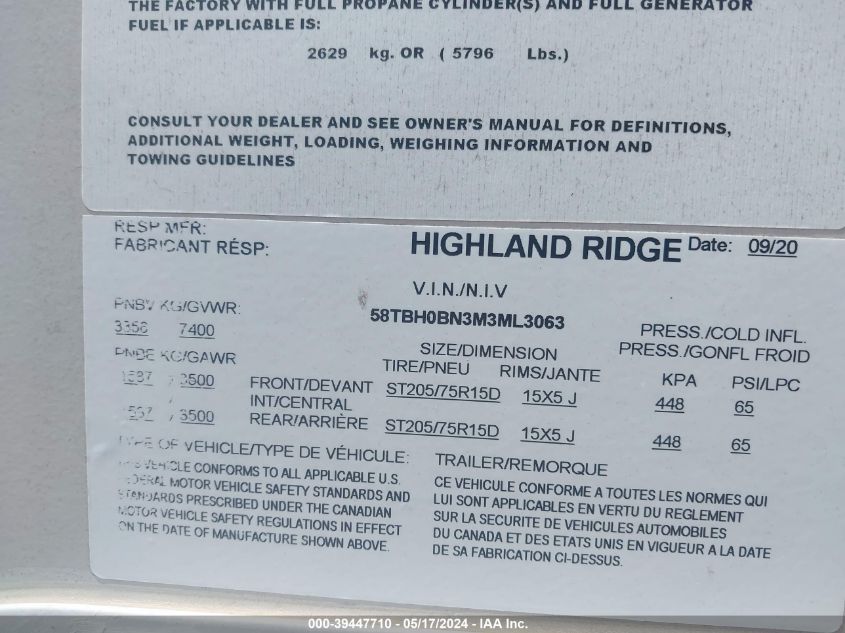 THE FACTORY WITH FULL PROPANE CYLINDER(S) AND FULL GENERATOR
FUEL IF APPLICABLE IS:
2629 kg. OR ( 5796 Lbs.)
CONSULT YOUR DEALER AND SEE OWNER'S MANUAL FOR DEFINITIONS,
ADDITIONAL WEIGHT, LOADING, WEIGHING INFORMATION AND
TOWING GUIDELINES
RESP MFR:
FABRICANT RÉSP:
HIGHLAND RIDGE Date: 09/20
V.I.N./N.I.V
58TBH0BN3M3ML3063
PNBV KG/GVWR:
3356 7400
PRESS./COLD INFL.
PRESS./GONFL FROID
PNBE KG/GAWR
SIZE/DIMENSION
TIRE/PNEU RIMS/JANTE
KPA PSI/LPC
1587 / 3500 FRONT/DEVANT ST205/75R15D 15X5 J 448 65
/ INT/CENTRAL
1587 / 3500 REAR/ARRIÈRE ST205/75R15D 15X5 J 448 65
TYPE OF VEHICLE/TYPE DE VÉHICULE: TRAILER/REMORQUE
THIS VEHICLE CONFORMS TO ALL APPLICABLE U.S.
FEDERAL MOTOR VEHICLE SAFETY STANDARDS AND
STANDARDS PRESCRIBED UNDER THE CANADIAN
MOTOR VEHICLE SAFETY REGULATIONS IN EFFECT
ON THE DATE OF MANUFACTURE SHOWN ABOVE.
CE VEHICULE CONFORME A TOUTES LES NORMES QUI
LUI SONT APPLICABLES EN VERTU DU REGLEMENT
SUR LA SECURITE DE VEHICULES AUTOMOBILES
DU CANADA ET DES ETATS UNIS EN VIGUEUR A LA DATE
DE SA FABRICATION CI-DESSUS.
000-39447710 - 05/17/2024 - IAA Inc.